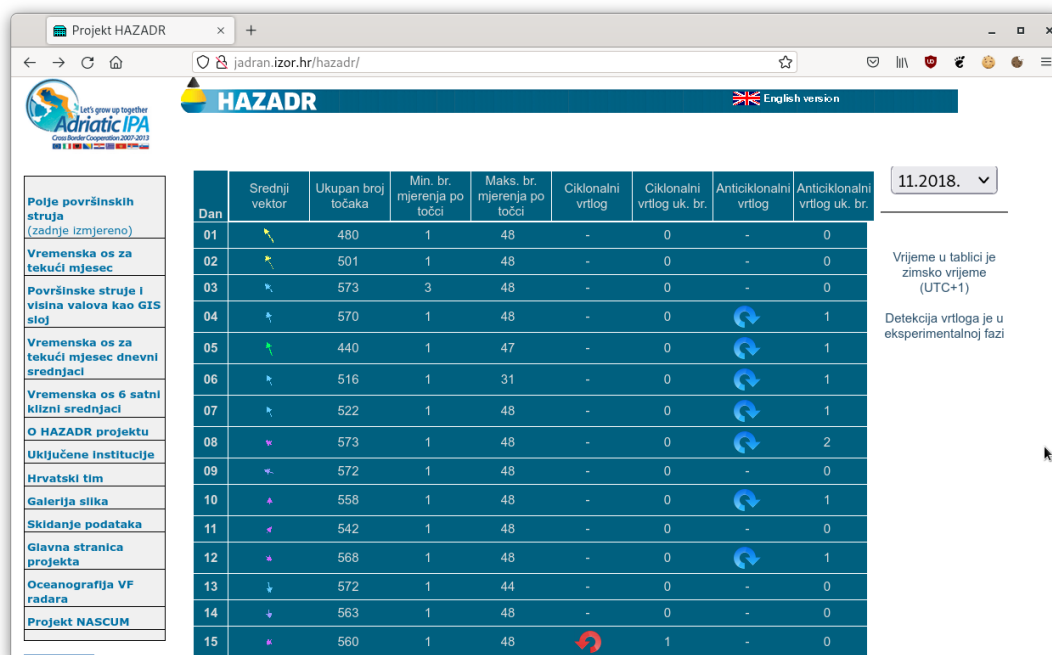 Projekt HAZADR
jadran.izor.hr/hazadr/
Let's grow up together
Adriatic IPA
Cross Border Cooperation 2007-2013
HAZADR
English version
Polje površinskih
struja
(zadnje izmjereno)
Vremenska os za
tekući mjesec
Površinske struje i
visina valova kao GIS
sloj
Vremenska os za
tekući mjesec dnevni
srednjaci
Vremenska os 6 satni
klizni srednjaci
O HAZADR projektu
Uključene institucije
Hrvatski tim
Galerija slika
Skidanje podataka
Glavna stranica
projekta
Oceanografija VF
radara
Projekt NASCUM
Dan Srednji vektor Ukupan broj točaka Min. br. mjerenja po točci Maks. br. mjerenja po točci Ciklonalni vrtlog Ciklonalni vrtlog uk. br. Anticiklonalni vrtlog Anticiklonalni vrtlog uk. br.
01 480 1 48 - 0 - 0
02 501 1 48 - 0 - 0
03 573 3 48 - 0 - 0
04 570 1 48 - 0 1
05 440 1 47 - 0 1
06 516 1 31 - 0 1
07 522 1 48 - 0 1
08 573 1 48 - 0 2
09 572 1 48 - 0 - 0
10 558 1 48 - 0 1
11 542 1 48 - 0 - 0
12 568 1 48 - 0 1
13 572 1 44 - 0 - 0
14 563 1 48 - 0 - 0
15 560 1 48 1 - 0
11.2018.
Vrijeme u tablici je
zimsko vrijeme
(UTC+1)
Detekcija vrtloga je u
eksperimentalnoj fazi